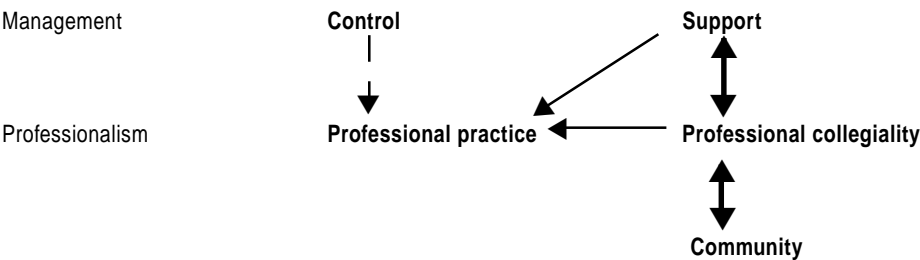 Management Control Support
Professionalism Professional practice Professional collegiality
Community